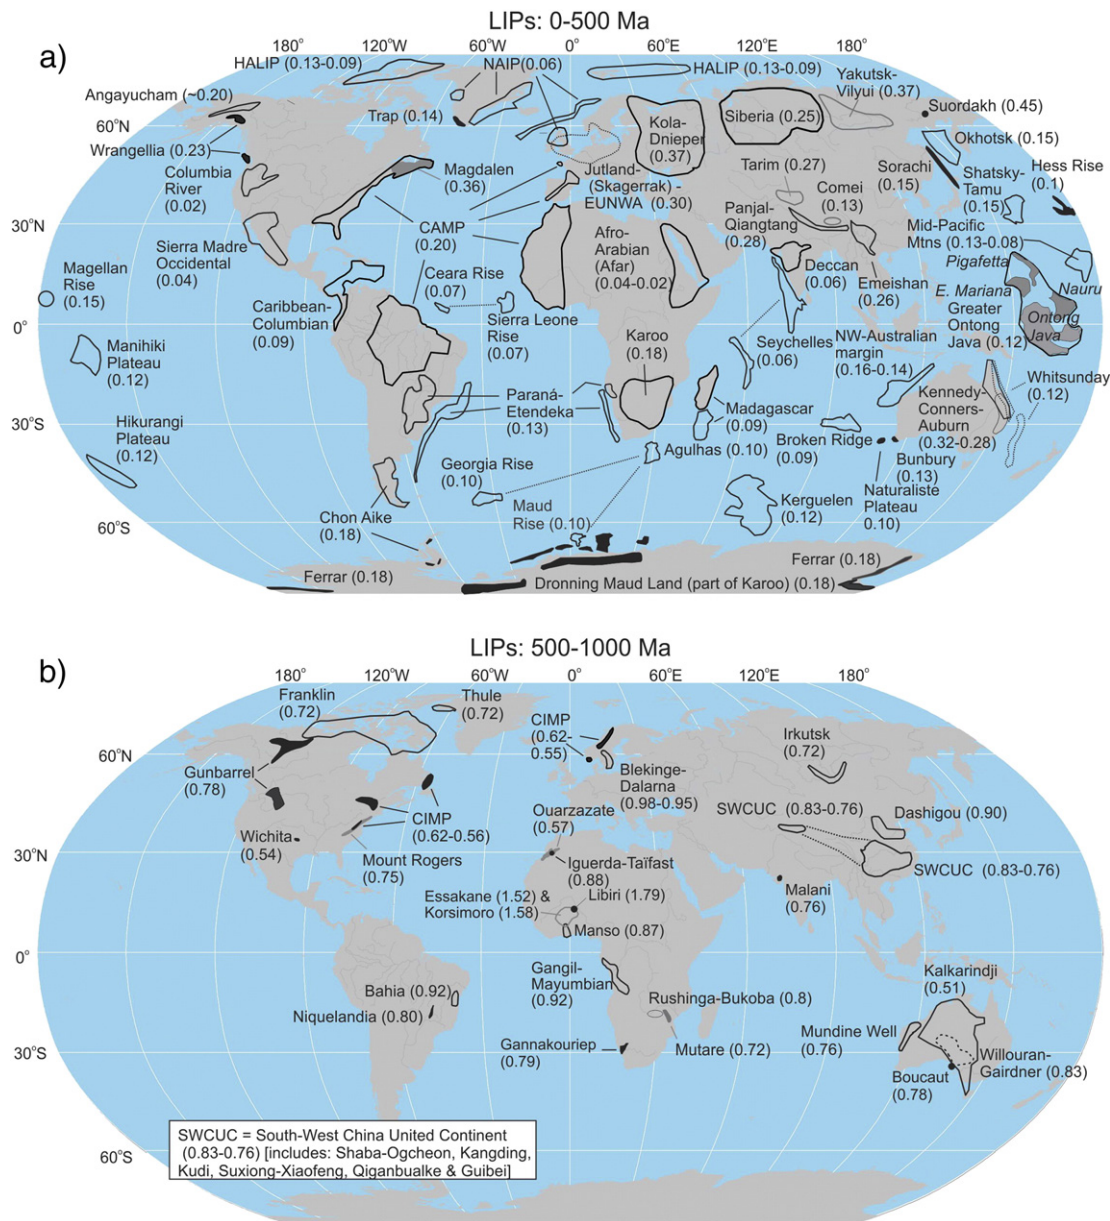 LIPs: 0-500 Ma
a)
180°
120°W
60°W
0°
60°E
120°E
180°
HALIP (0.13-0.09)
NAIP(0.06)
HALIP (0.13-0.09)
Yakutsk-
Vilyui
(0.37)
Angayucham (~0.20)
Trap (0.14)
Kola-
Dnieper
(0.37)
Siberia (0.25)
Suordakh (0.45)
60°N
Wrangellia (0.23)
Okhotsk (0.15)
Columbia
River
(0.02)
Magdalen
(0.36)
Jutland-
(Skagerrak) -
EUNWA (0.30)
Tarim (0.27)
Sorachi
(0.15)
Shatsky-
Tamu
(0.15)
Hess Rise
(0.1)
Comei
(0.13)
30°N
CAMP
(0.20)
Panjal-
Qiangtang
(0.28)
Mid-Pacific
Mtns (0.13-0.08)
Pigafetta
Sierra Madre
Occidental
(0.04)
Afro-
Arabian
(Afar)
(0.04-0.02)
Magellan
Rise
(0.15)
Ceara Rise
(0.07)
Deccan
(0.06)
Emeishan
(0.26)
E. Mariana
Nauru
Greater
Ontong
Java (0.12)
Ontong
Java
Caribbean-
Columbian
(0.09)
Sierra Leone
Rise
(0.07)
0°
Karoo
(0.18)
Seychelles
(0.06)
NW-Australian
margin
(0.16-0.14)
Manihiki
Plateau
(0.12)
Whitsunday
(0.12)
Paraná-
Etendeka
(0.13)
Madagascar
(0.09)
Kennedy-
Conners-
Auburn
(0.32-0.28)
Hikurangi
Plateau
(0.12)
30°S
Broken Ridge
(0.09)
Agulhas (0.10)
Bunbury
(0.13)
Georgia Rise
(0.10)
Naturaliste
Plateau
0.10)
Kerguelen
(0.12)
Maud
Rise (0.10)
Chon Aike
(0.18)
60°S
Ferrar (0.18)
Ferrar (0.18)
Dronning Maud Land (part of Karoo) (0.18)
LIPs: 500-1000 Ma
b)
180°
120°W
60°W
0°
60°E
120°E
180°
Franklin
(0.72)
Thule
(0.72)
CIMP
(0.62-
0.55)
Irkutsk
(0.72)
60°N
Gunbarrel
(0.78)
Blekinge-
Dalarna
(0.98-0.95)
CIMP
(0.62-0.56)
Ouarzazate
(0.57)
SWCUC (0.83-0.76)
Dashigou (0.90)
Wichita
(0.54)
30°N
Mount Rogers
(0.75)
Iguerda-Taïfast
(0.88)
SWCUC (0.83-0.76)
Essakane (1.52) &
Korsimoro (1.58)
Libiri (1.79)
Malani
(0.76)
Manso (0.87)
0°
Gangil-
Mayumbian
(0.92)
Kalkarindji
(0.51)
Bahia (0.92)
Rushinga-Bukoba (0.8)
Niquelandia (0.80)
Mundine Well
(0.76)
Gannakouriep
(0.79)
Mutare (0.72)
30°S
Willouran-
Gairdner (0.83)
Boucaut
(0.78)
SWCUC = South-West China United Continent
(0.83-0.76) [includes: Shaba-Ogcheon, Kangding,
Kudi, Suxiong-Xiaofeng, Qiganbualke & Guibei]
60°S